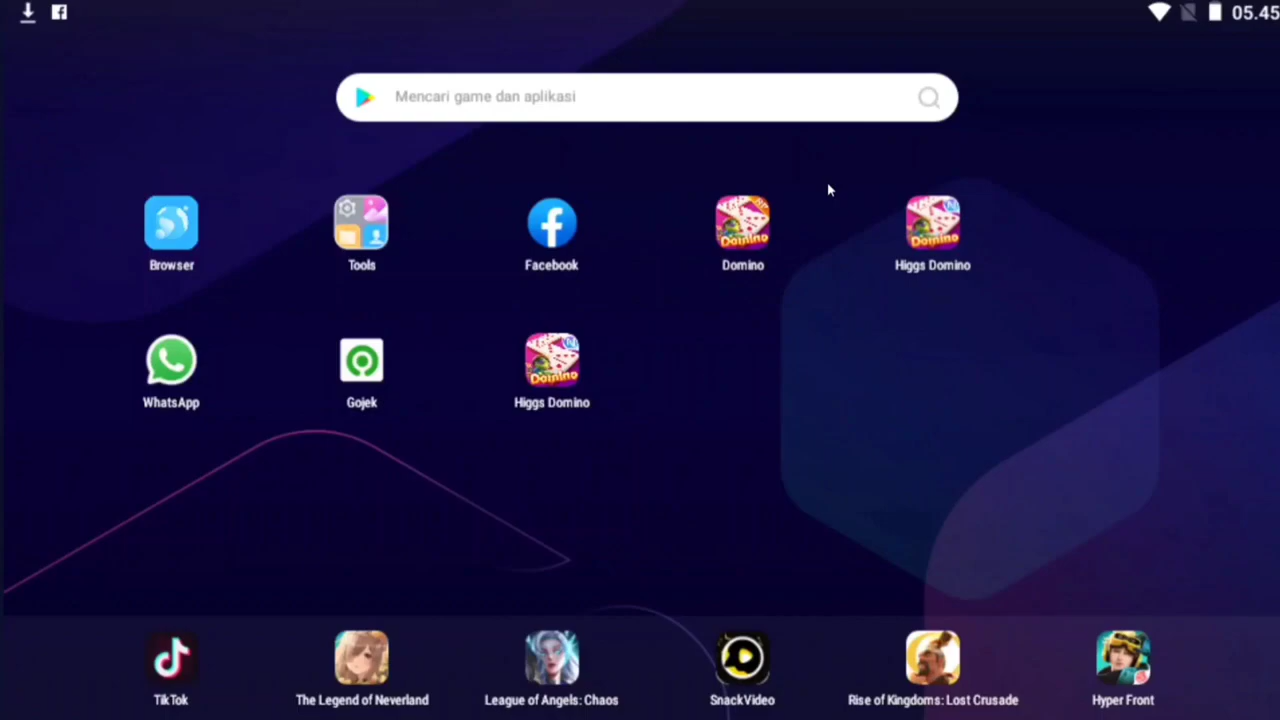 05.45
Mencari game dan aplikasi
Browser
Tools
Facebook
Domino
Higgs Domino
WhatsApp
Gojek
Higgs Domino
TikTok
The Legend of Neverland
League of Angels: Chaos
SnackVideo
Rise of Kingdoms: Lost Crusade
Hyper Front